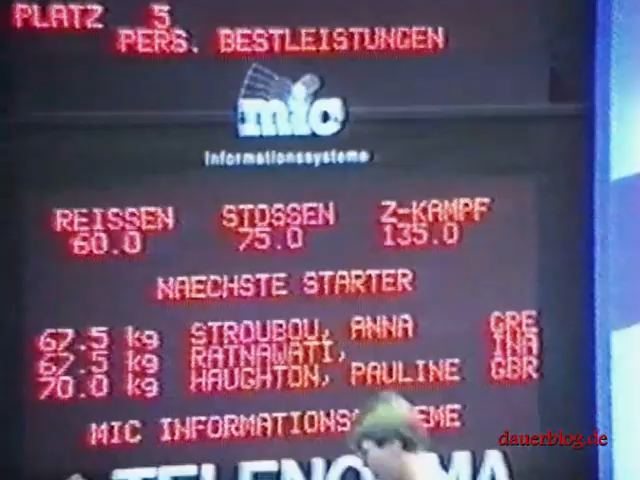 PLATZ 5
PERS. BESTLEISTUNGEN
mic
Informationssysteme
REISSEN STOSSEN Z-KAMPF
60.0 75.0 135.0
NAECHSTE STARTER
67.5 kg STROUBOU, ANNA GRE
67.5 kg RATNAWATI, INA
70.0 kg HAUGHTON, PAULINE GBR
MIC INFORMATIONS EME
dauerblog.de